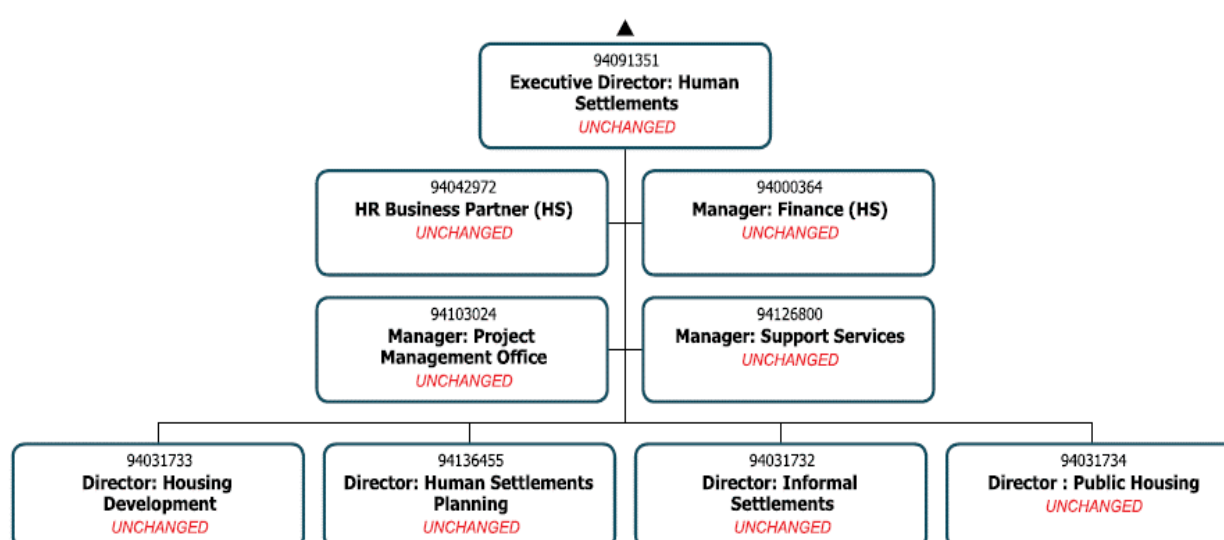 94091351
Executive Director: Human
Settlements
UNCHANGED
94042972
HR Business Partner (HS)
UNCHANGED
94000364
Manager: Finance (HS)
UNCHANGED
94103024
Manager: Project
Management Office
UNCHANGED
94126800
Manager: Support Services
UNCHANGED
94031733
Director: Housing
Development
UNCHANGED
94136455
Director: Human Settlements
Planning
UNCHANGED
94031732
Director: Informal
Settlements
UNCHANGED
94031734
Director : Public Housing
UNCHANGED